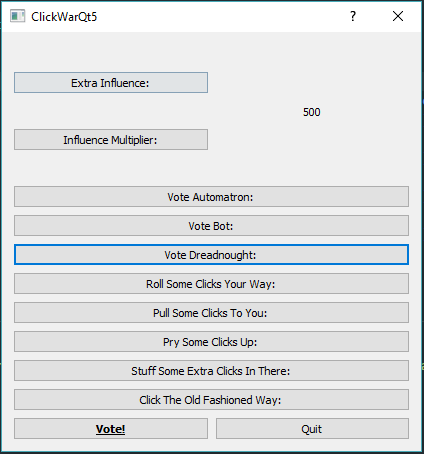 ClickWarQt5
Extra Influence:
500
Influence Multiplier:
Vote Automatron:
Vote Bot:
Vote Dreadnought:
Roll Some Clicks Your Way:
Pull Some Clicks To You:
Pry Some Clicks Up:
Stuff Some Extra Clicks In There:
Click The Old Fashioned Way:
Vote! Quit